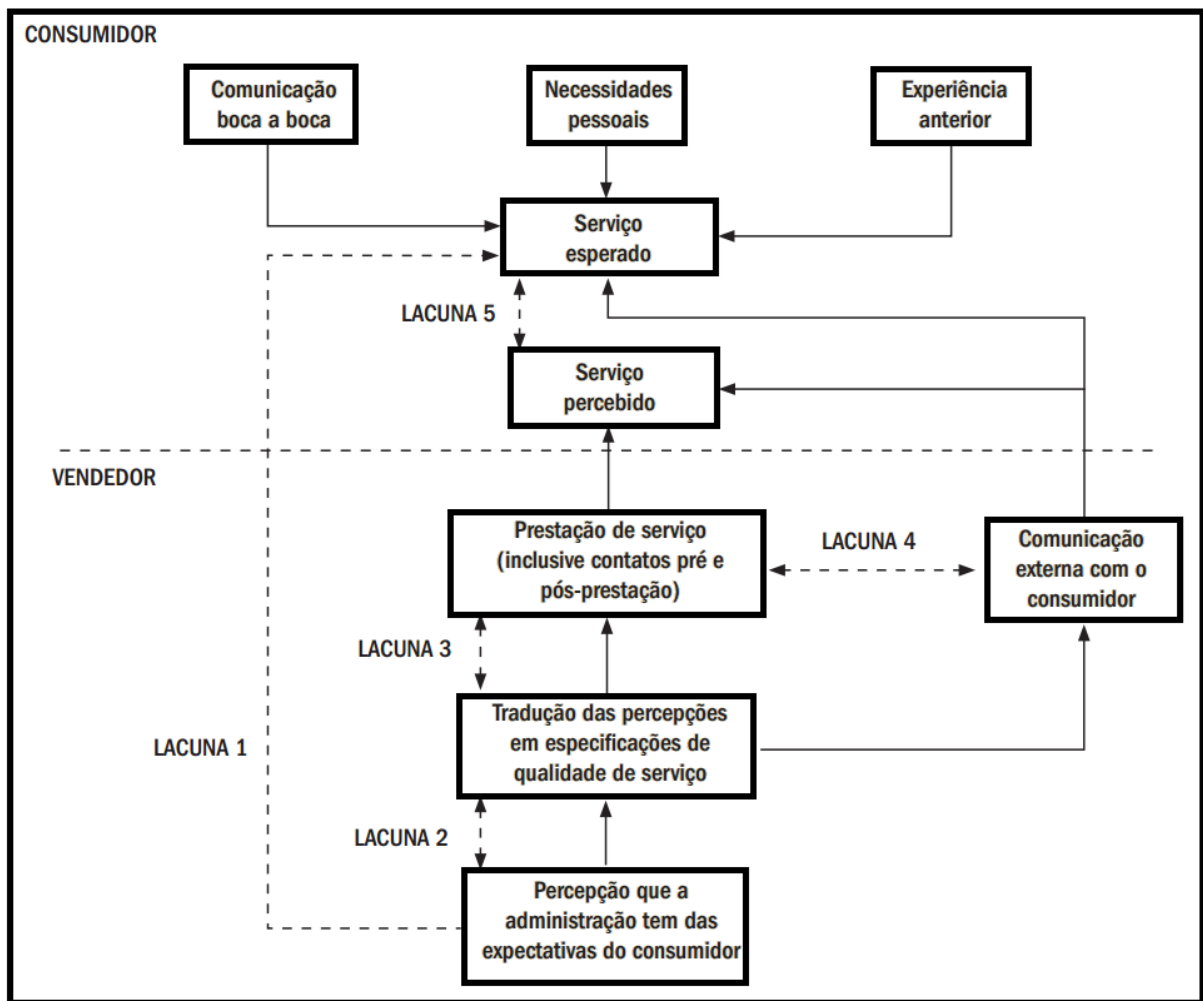 CONSUMIDOR
Comunicação
boca a boca
Necessidades
pessoais
Experiência
anterior
Serviço
esperado
LACUNA 5
Serviço
percebido
VENDEDOR
Prestação de serviço
(inclusive contatos pré e
pós-prestação)
LACUNA 4
Comunicação
externa com o
consumidor
LACUNA 3
Tradução das percepções
em especificações de
qualidade de serviço
LACUNA 1
LACUNA 2
Percepção que a
administração tem das
expectativas do consumidor